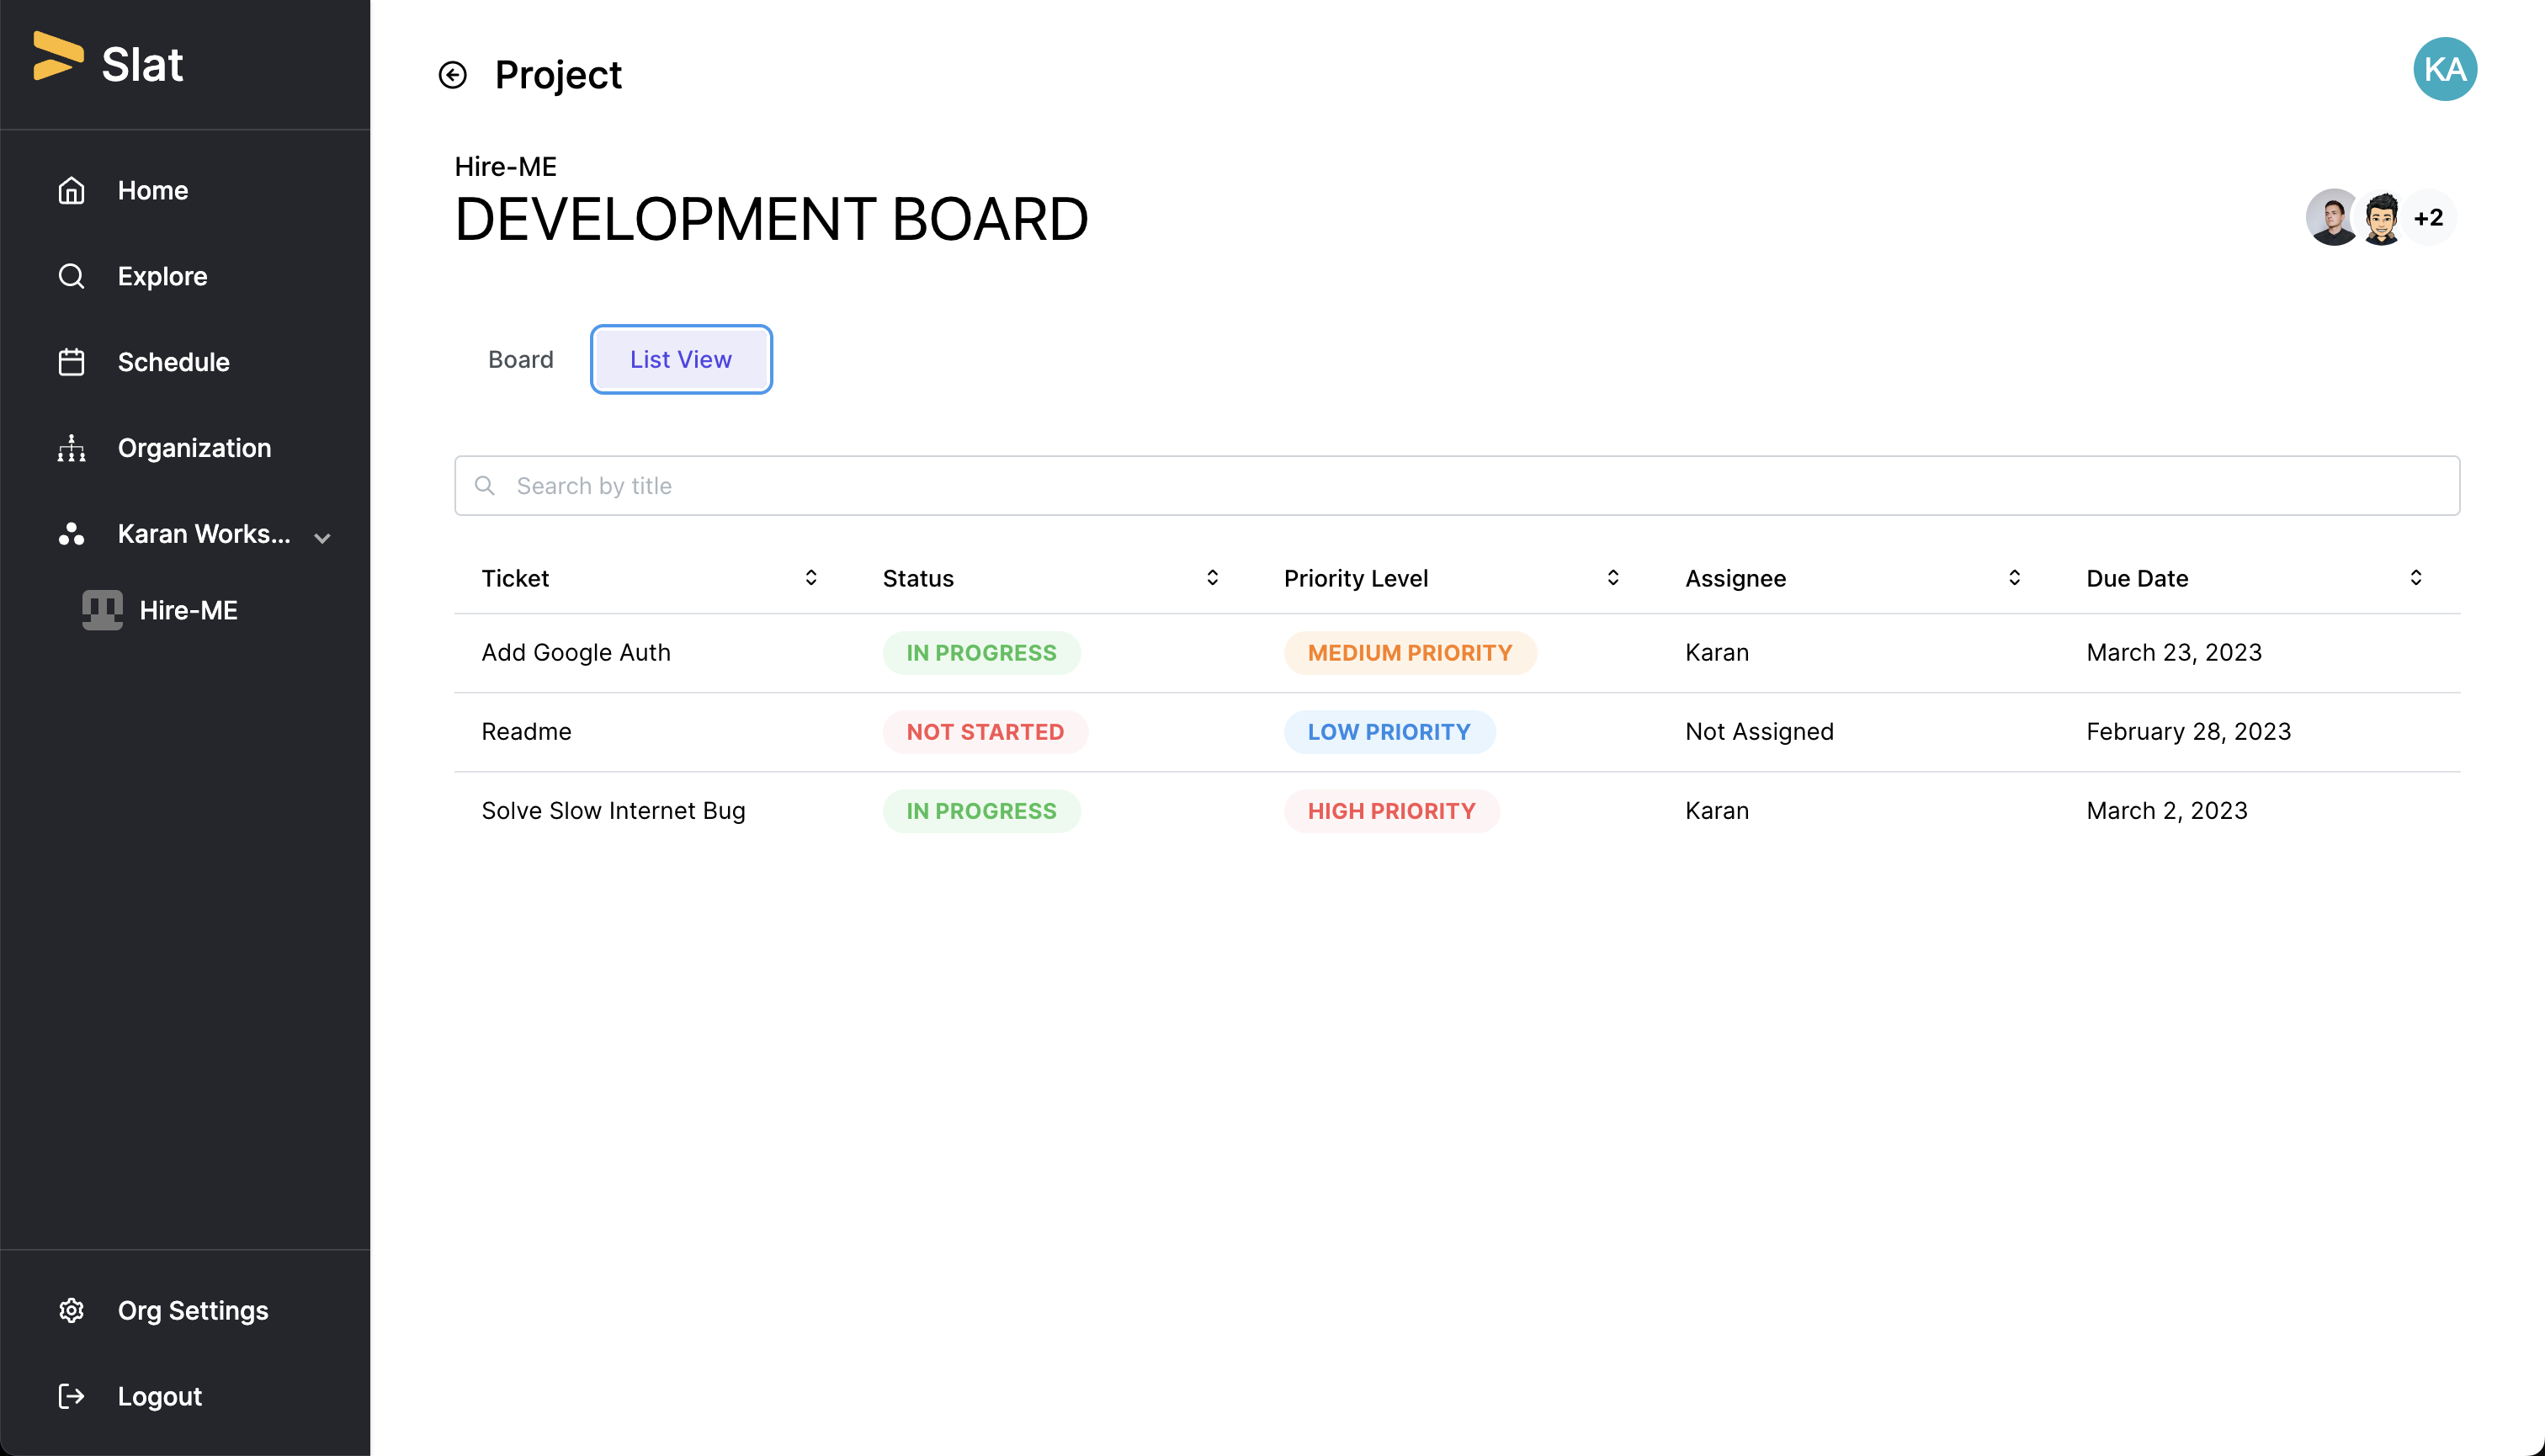 Slat
Home
Explore
Schedule
Organization
Karan Works...
Hire-ME
Org Settings
Logout
Project
KA
Hire-ME
DEVELOPMENT BOARD
+2
Board
List View
Search by title
Ticket Status Priority Level Assignee Due Date
Add Google Auth IN PROGRESS MEDIUM PRIORITY Karan March 23, 2023
Readme NOT STARTED LOW PRIORITY Not Assigned February 28, 2023
Solve Slow Internet Bug IN PROGRESS HIGH PRIORITY Karan March 2, 2023